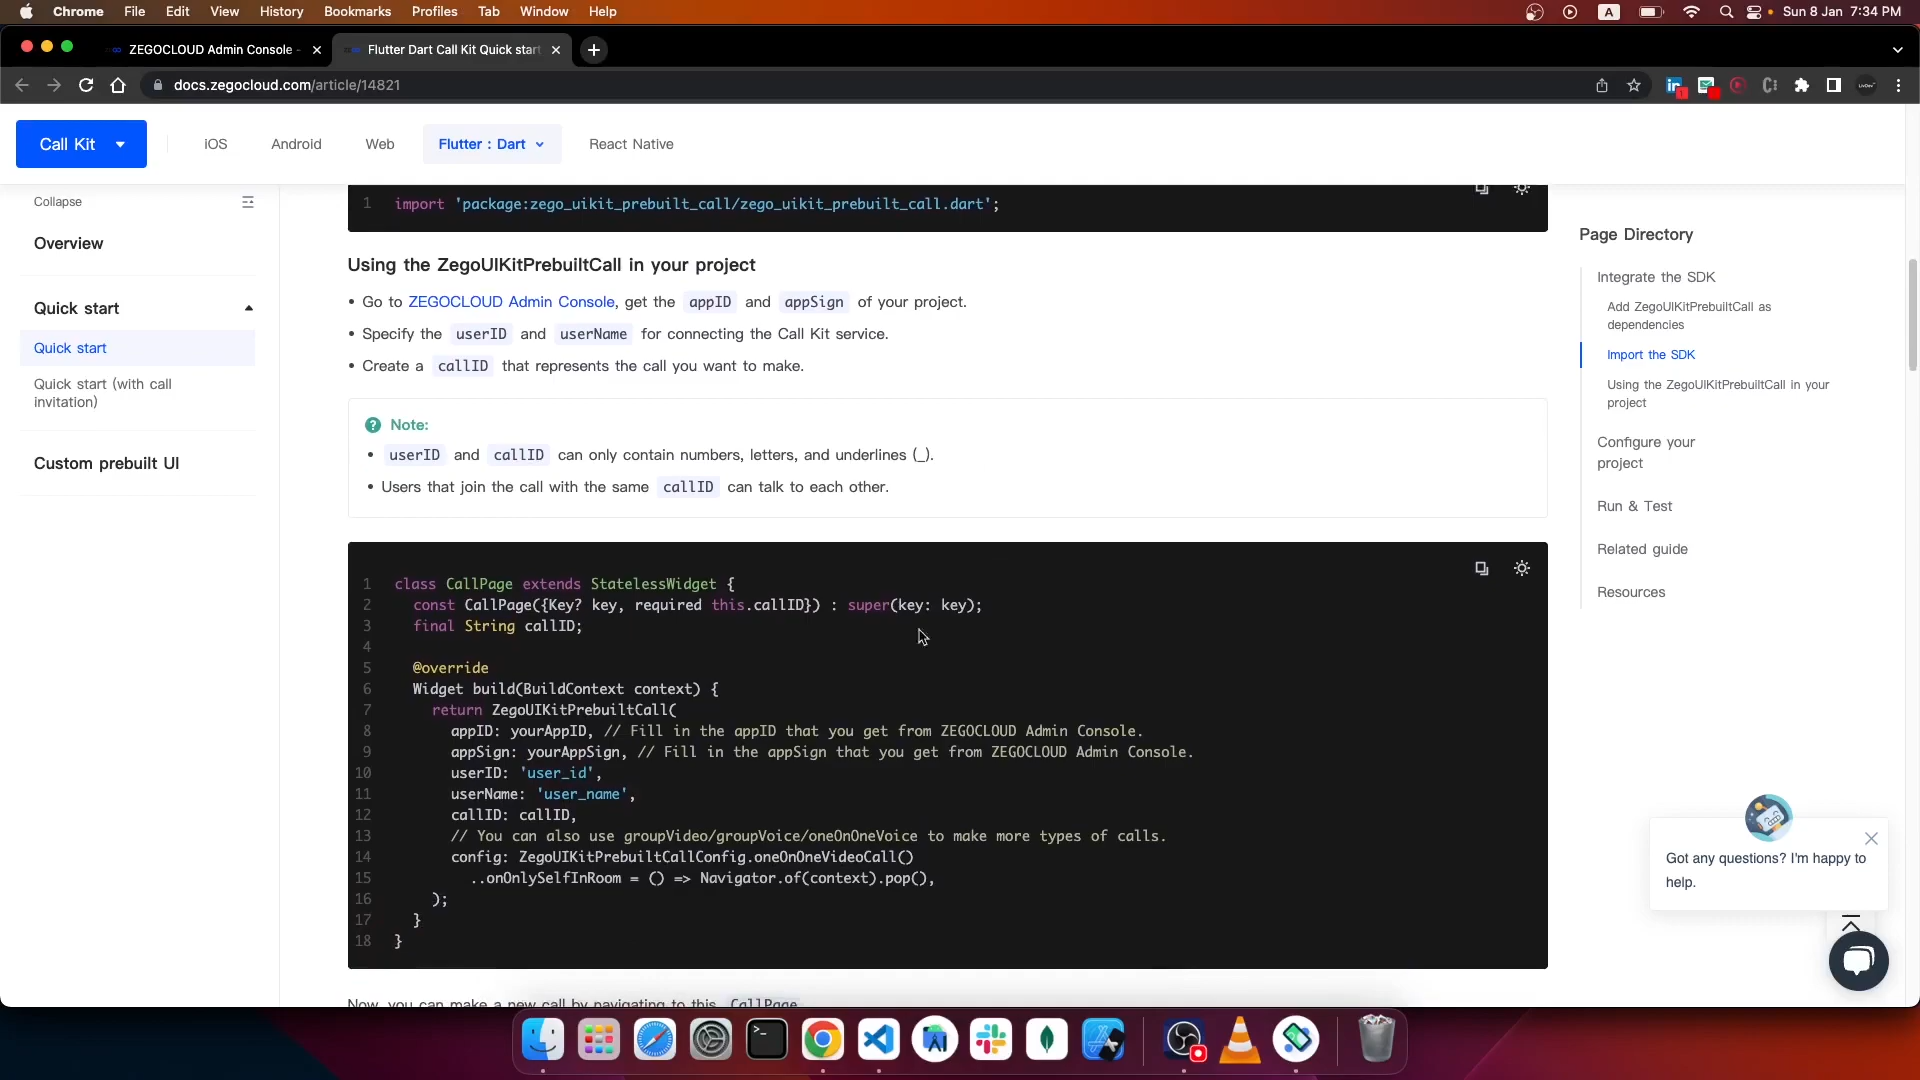 Chrome File Edit View History Bookmarks Profiles Tab Window Help
A
Sun 8 Jan 7:34 PM
ZEGOCLOUD Admin Console -
Flutter Dart Call Kit Quick start
docs.zegocloud.com/article/14821
Call Kit
iOS
Android
Web
Flutter : Dart
React Native
Collapse
Overview
Quick start
Quick start
Quick start (with call
invitation)
Custom prebuilt UI
1 import 'package:zego_uikit_prebuilt_call/zego_uikit_prebuilt_call.dart';
Using the ZegoUIKitPrebuiltCall in your project
• Go to ZEGOCLOUD Admin Console, get the appID and appSign of your project.
• Specify the userID and userName for connecting the Call Kit service.
• Create a callID that represents the call you want to make.
? Note:
• userID and callID can only contain numbers, letters, and underlines (_).
• Users that join the call with the same callID can talk to each other.
1 class CallPage extends StatelessWidget {
2 const CallPage({Key? key, required this.callID}) : super(key: key);
3 final String callID;
4
5 @override
6 Widget build(BuildContext context) {
7 return ZegoUIKitPrebuiltCall(
8 appID: yourAppID, // Fill in the appID that you get from ZEGOCLOUD Admin Console.
9 appSign: yourAppSign, // Fill in the appSign that you get from ZEGOCLOUD Admin Console.
10 userID: 'user_id',
11 userName: 'user_name',
12 callID: callID,
13 // You can also use groupVideo/groupVoice/oneOnOneVoice to make more types of calls.
14 config: ZegoUIKitPrebuiltCallConfig.oneOnOneVideoCall()
15 ..onOnlySelfInRoom = () => Navigator.of(context).pop(),
16 );
17 }
18 }
Now, you can make a new call by navigating to this CallPage
Page Directory
Integrate the SDK
Add ZegoUIKitPrebuiltCall as
dependencies
Import the SDK
Using the ZegoUIKitPrebuiltCall in your
project
Configure your
project
Run & Test
Related guide
Resources
Got any questions? I'm happy to
help.